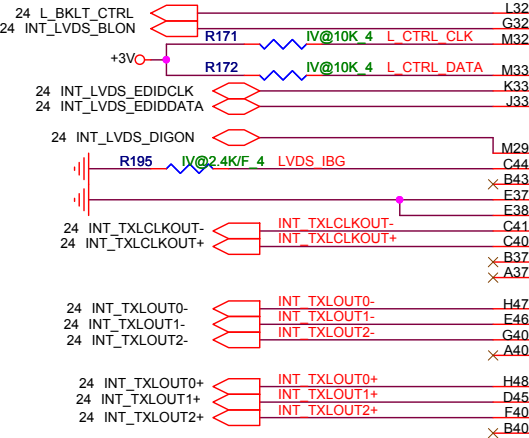 24 L_BKLT_CTRL L32
24 INT_LVDS_BLON G32
R171 IV@10K_4 L_CTRL_CLK M32
+3V
R172 IV@10K_4 L_CTRL_DATA M33
24 INT_LVDS_EDIDCLK K33
24 INT_LVDS_EDIDDATA J33
24 INT_LVDS_DIGON
M29
R195 IV@2.4K/F_4 LVDS_IBG C44
B43
E37
E38
24 INT_TXLCLKOUT- INT_TXLCLKOUT- C41
24 INT_TXLCLKOUT+ INT_TXLCLKOUT+ C40
B37
A37
24 INT_TXLOUT0- INT_TXLOUT0- H47
24 INT_TXLOUT1- INT_TXLOUT1- E46
24 INT_TXLOUT2- INT_TXLOUT2- G40
A40
24 INT_TXLOUT0+ INT_TXLOUT0+ H48
24 INT_TXLOUT1+ INT_TXLOUT1+ D45
24 INT_TXLOUT2+ INT_TXLOUT2+ F40
B40